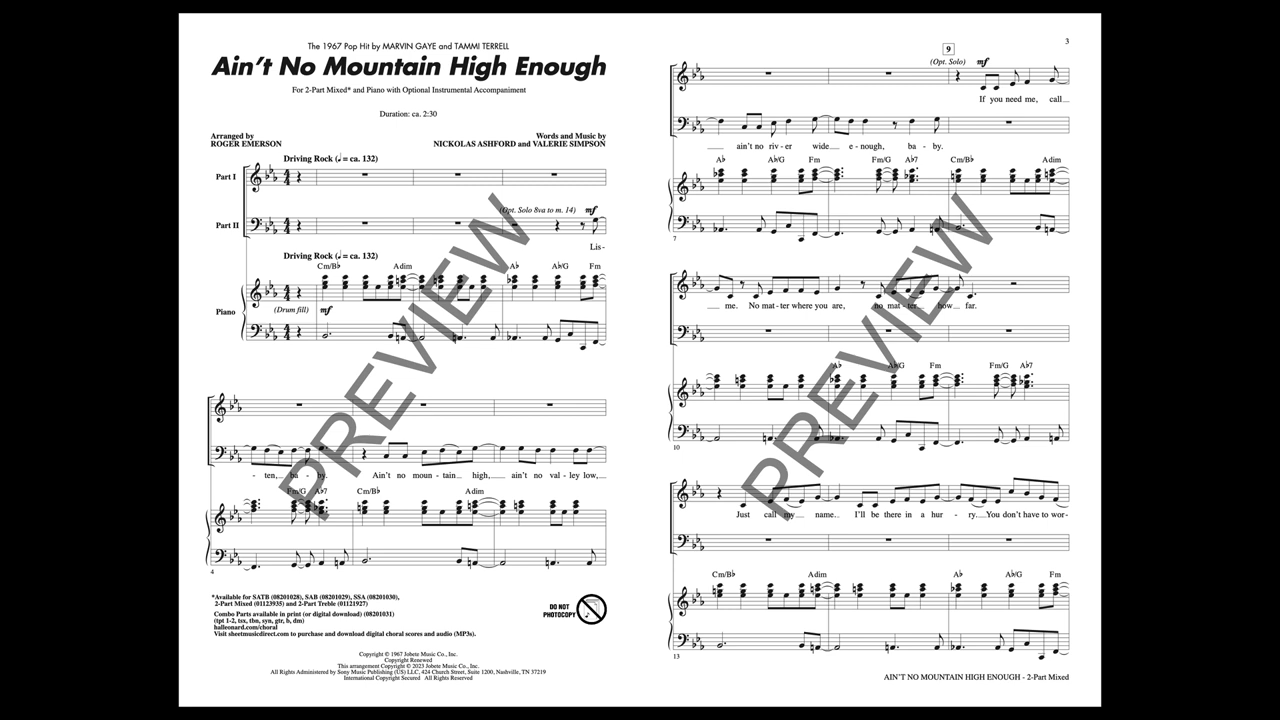 The 1967 Pop Hit by MARVIN GAYE and TAMMI TERRELL
Ain't No Mountain High Enough
For 2-Part Mixed* and Piano with Optional Instrumental Accompaniment
Duration: ca. 2:30
Arranged by
ROGER EMERSON
Words and Music by
NICKOLAS ASHFORD and VALERIE SIMPSON
Driving Rock (♩ = ca. 132)
Part I
(Opt. Solo 8va to m. 14) mf
Part II
Lis-
Driving Rock (♩ = ca. 132)
Cm/B♭ Adim A♭ A♭/G Fm
Piano
(Drum fill) mf
- ten, ba - by. Ain't no moun - tain high, ain't no val - ley low,
Fm/G A♭7 Cm/B♭ Adim
4
*Available for SATB (08201028), SAB (08201029), SSA (08201030),
2-Part Mixed (01123935) and 2-Part Treble (01121927)
Combo Parts available in print (or digital download) (08201031)
(tpt 1-2, tsx, tbn, syn, gtr, b, dm)
halleonard.com/choral
Visit sheetmusicdirect.com to purchase and download digital choral scores and audio (MP3s).
DO NOT
PHOTOCOPY
Copyright © 1967 Jobete Music Co., Inc.
Copyright Renewed
This arrangement Copyright © 2023 Jobete Music Co., Inc.
All Rights Administered by Sony Music Publishing (US) LLC, 424 Church Street, Suite 1200, Nashville, TN 37219
International Copyright Secured All Rights Reserved
PREVIEW
3
9
(Opt. Solo) mf
If you need me, call
ain't no riv - er wide e - nough, ba - by.
A♭ A♭/G Fm Fm/G A♭7 Cm/B♭ Adim
7
me. No mat - ter where you are, no mat - ter how far.
A♭ A♭/G Fm Fm/G A♭7
10
Just call my name. I'll be there in a hur - ry. You don't have to wor-
Cm/B♭ Adim A♭ A♭/G Fm
13
AIN'T NO MOUNTAIN HIGH ENOUGH - 2-Part Mixed
PREVIEW